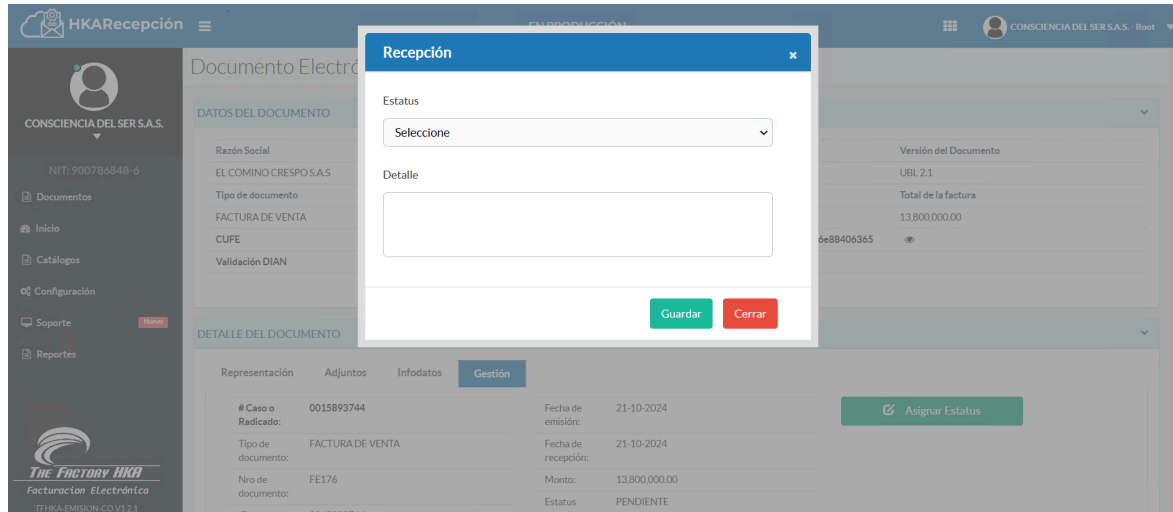 HKARecepción
EN PRODUCCIÓN
CONSCIENCIA DEL SER S.A.S. - Root
CONSCIENCIA DEL SER S.A.S.
NIT: 900786848-6
Documentos
Inicio
Catálogos
Configuración
Soporte
Nuevo
Reportes
THE FACTORY HKA
Facturacion Electrónica
TFHKA-EMISION-CO.V1.2.1
Documento Electró
DATOS DEL DOCUMENTO
Razón Social
Versión del Documento
EL COMINO CRESPO S.A.S
UBL 2.1
Tipo de documento
Total de la factura
FACTURA DE VENTA
13,800,000.00
CUFE
6e88406365
Validación DIAN
Recepción
×
Estatus
Seleccione
Detalle
Guardar
Cerrar
DETALLE DEL DOCUMENTO
Representación
Adjuntos
Infodatos
Gestión
# Caso o Radicado:
0015893744
Fecha de emisión:
21-10-2024
Asignar Estatus
Tipo de documento:
FACTURA DE VENTA
Fecha de recepción:
21-10-2024
Nro de documento:
FE176
Monto:
13,800,000.00
Estatus
PENDIENTE